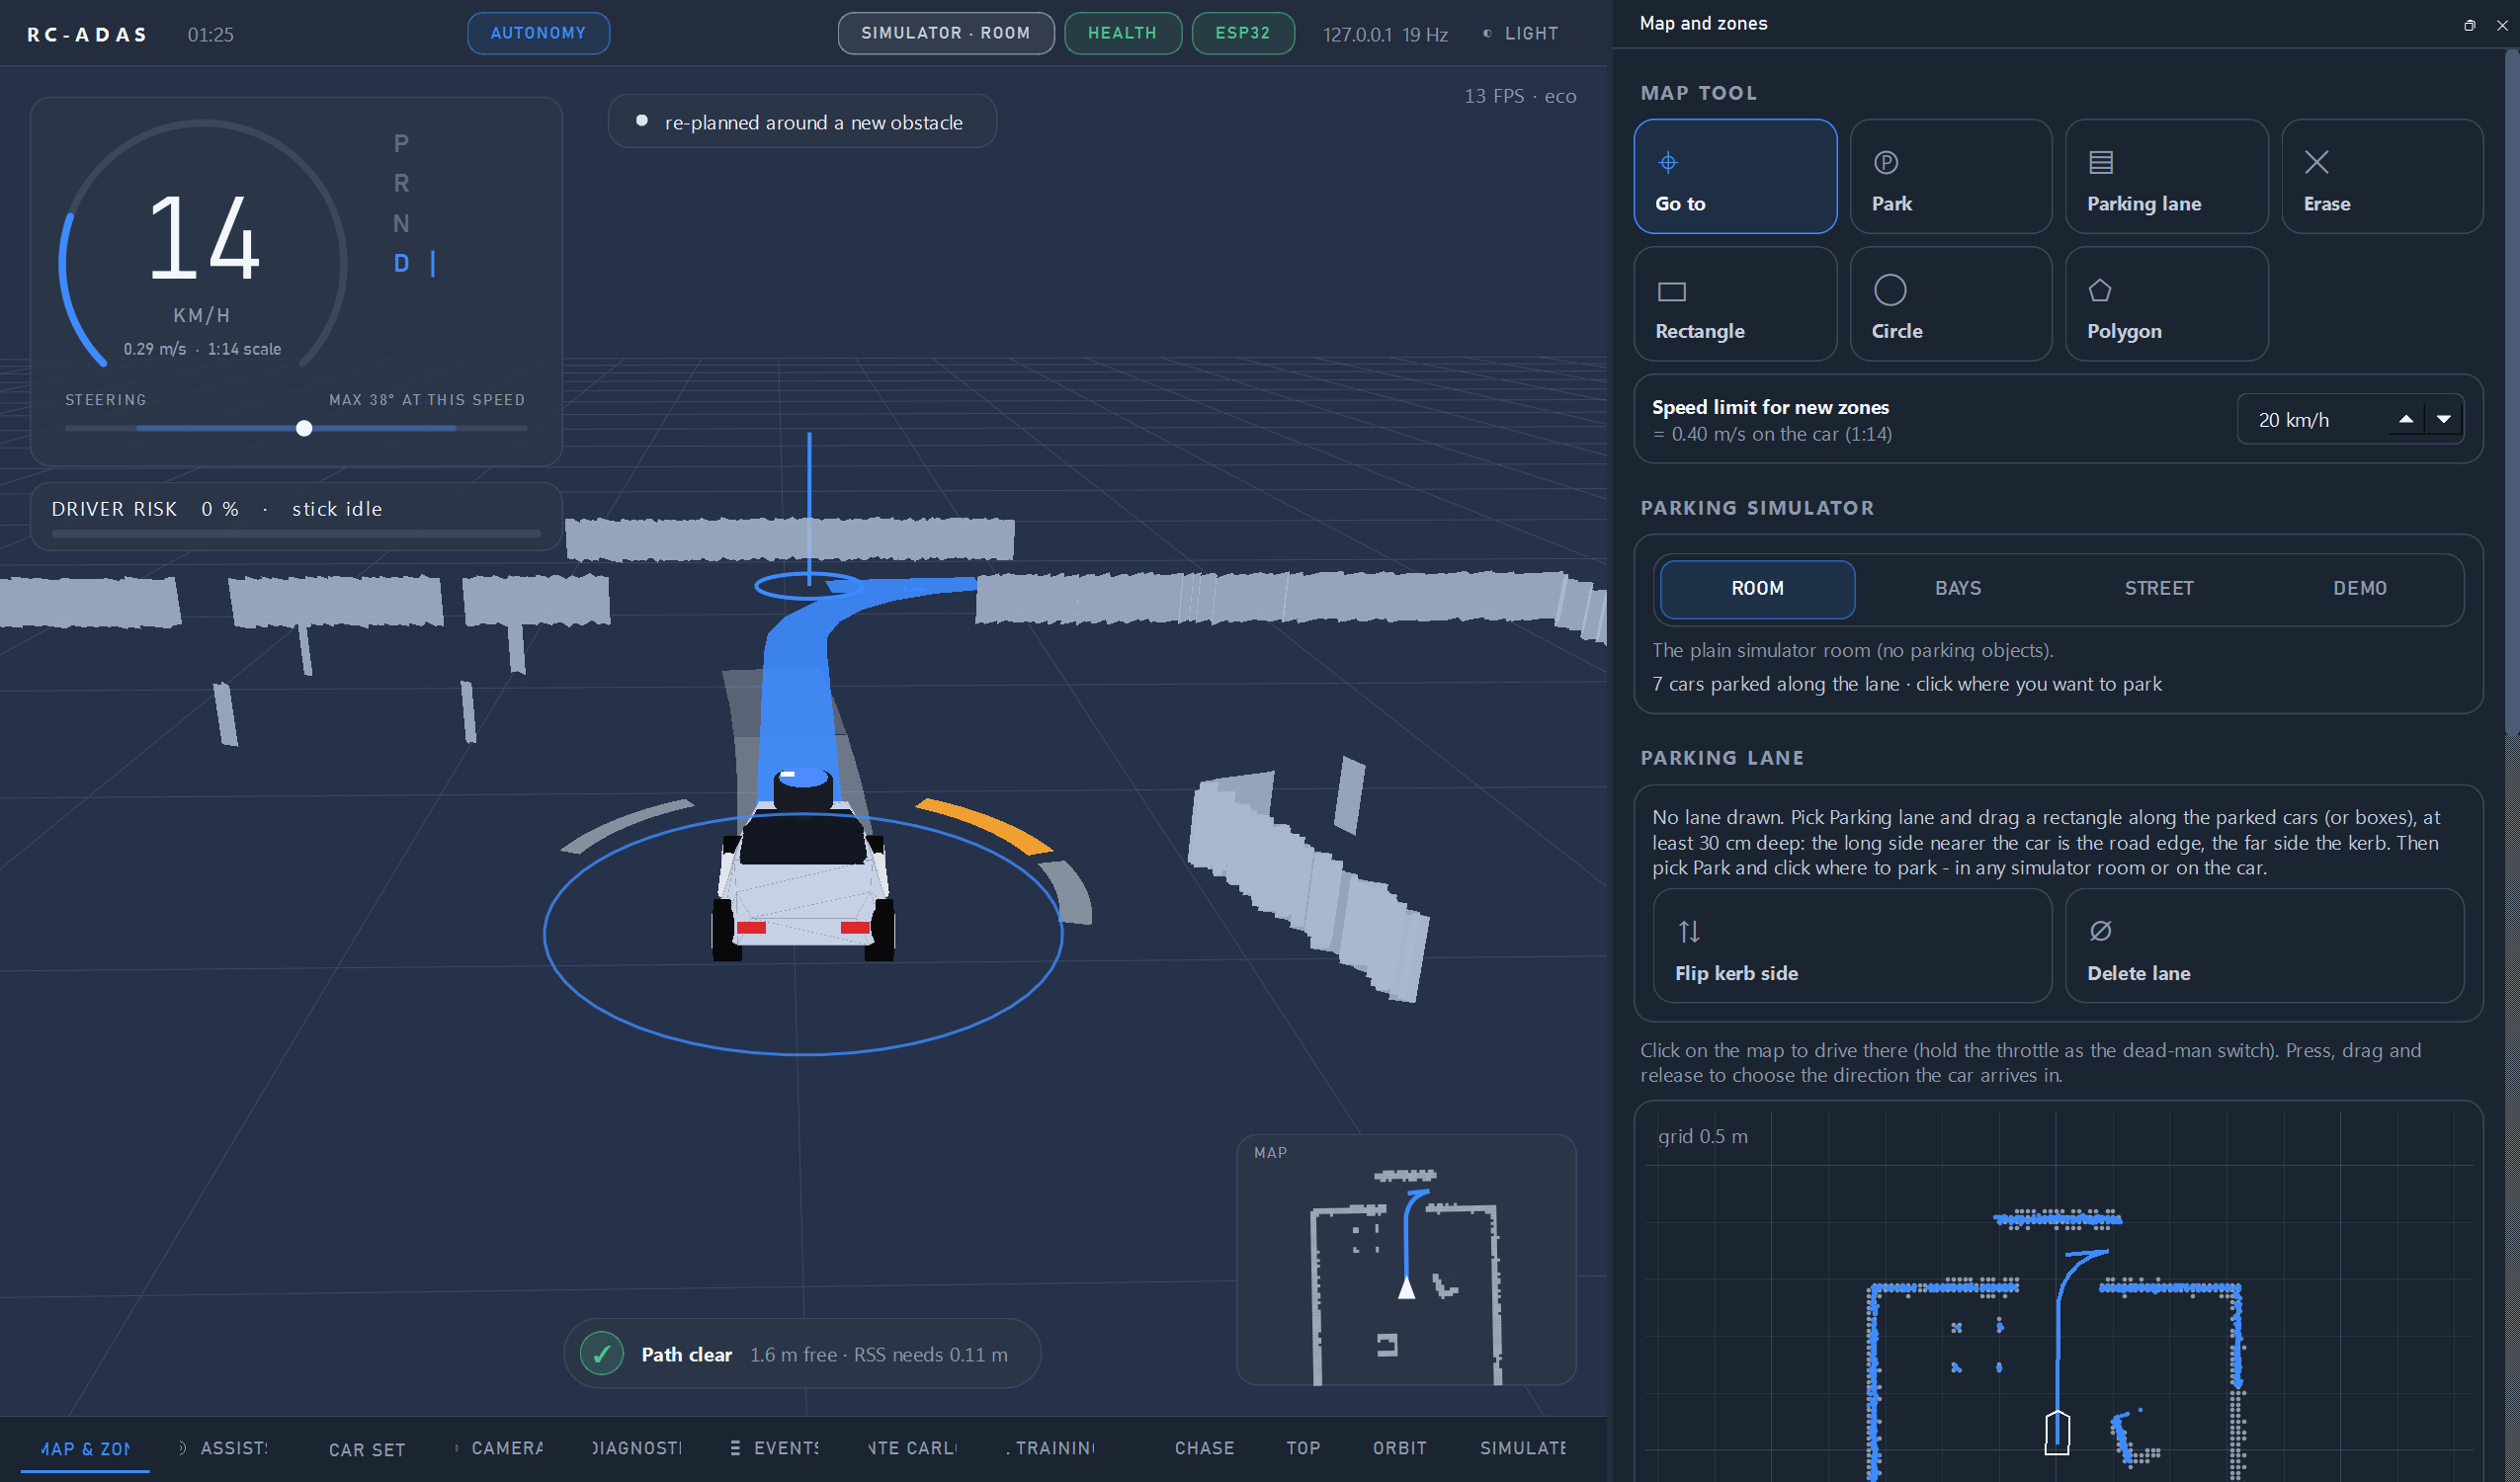 RC-ADAS 01:25 AUTONOMY SIMULATOR · ROOM HEALTH ESP32 127.0.0.1 19 Hz LIGHT
13 FPS · eco
re-planned around a new obstacle
P
R
N
D
14
KM/H
0.29 m/s · 1:14 scale
STEERING MAX 38° AT THIS SPEED
DRIVER RISK 0 % · stick idle
MAP
Path clear 1.6 m free · RSS needs 0.11 m
MAP & ZON ASSIST CAR SET CAMERA DIAGNOSTI EVENTS NTE CARL TRAINING CHASE TOP ORBIT SIMULATE
Map and zones
MAP TOOL
Go to Park Parking lane Erase
Rectangle Circle Polygon
Speed limit for new zones
= 0.40 m/s on the car (1:14)
20 km/h
PARKING SIMULATOR
ROOM BAYS STREET DEMO
The plain simulator room (no parking objects).
7 cars parked along the lane · click where you want to park
PARKING LANE
No lane drawn. Pick Parking lane and drag a rectangle along the parked cars (or boxes), at
least 30 cm deep: the long side nearer the car is the road edge, the far side the kerb. Then
pick Park and click where to park - in any simulator room or on the car.
Flip kerb side Delete lane
Click on the map to drive there (hold the throttle as the dead-man switch). Press, drag and
release to choose the direction the car arrives in.
grid 0.5 m